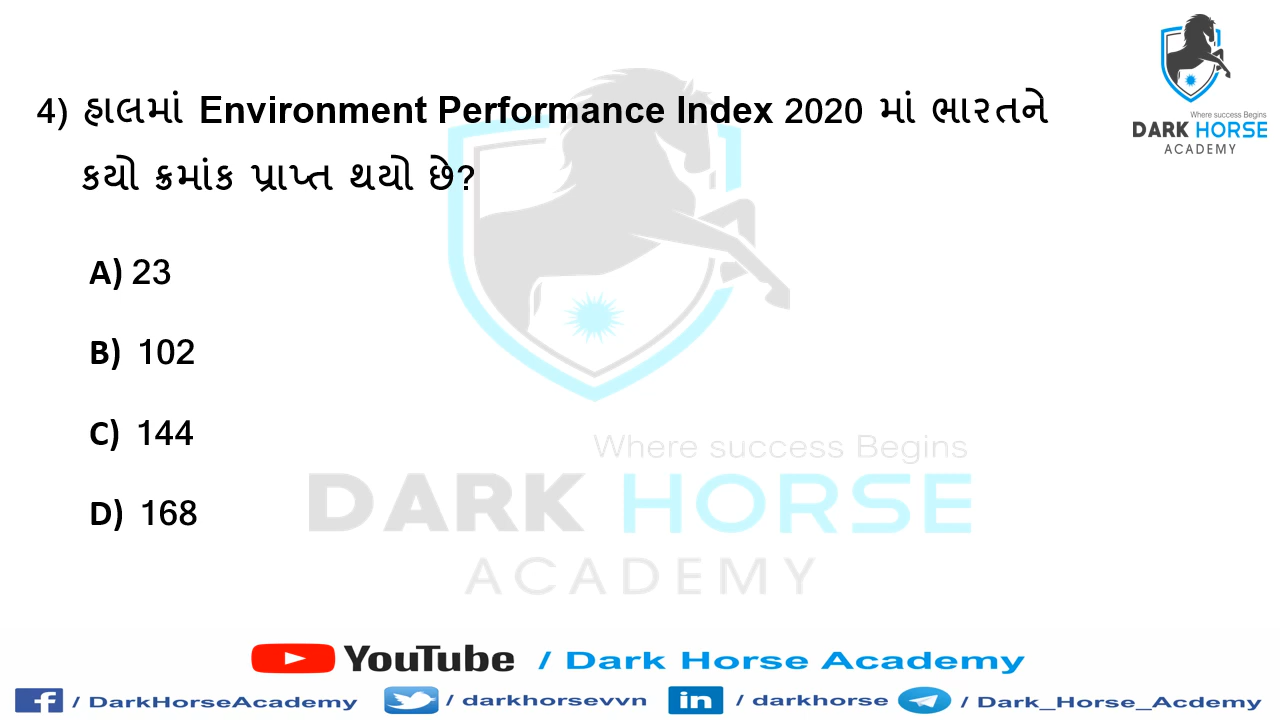 Where success Begins
DARK HORSE
ACADEMY
4) હાલમાં Environment Performance Index 2020 માં ભારતને
કયો ક્રમાંક પ્રાપ્ત થયો છે?
A) 23
B) 102
C) 144
D) 168
Where success Begins
DARK HORSE
ACADEMY
YouTube / Dark Horse Academy
/ DarkHorseAcademy / darkhorsevvn in / darkhorse / Dark_Horse_Acdemy